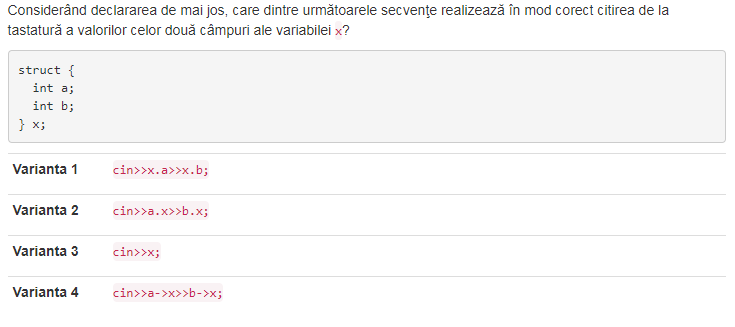 Considerând declararea de mai jos, care dintre următoarele secvenţe realizează în mod corect citirea de la
tastatură a valorilor celor două câmpuri ale variabilei x?
struct {
  int a;
  int b;
} x;
Varianta 1 cin>>x.a>>x.b;
Varianta 2 cin>>a.x>>b.x;
Varianta 3 cin>>x;
Varianta 4 cin>>a->x>>b->x;